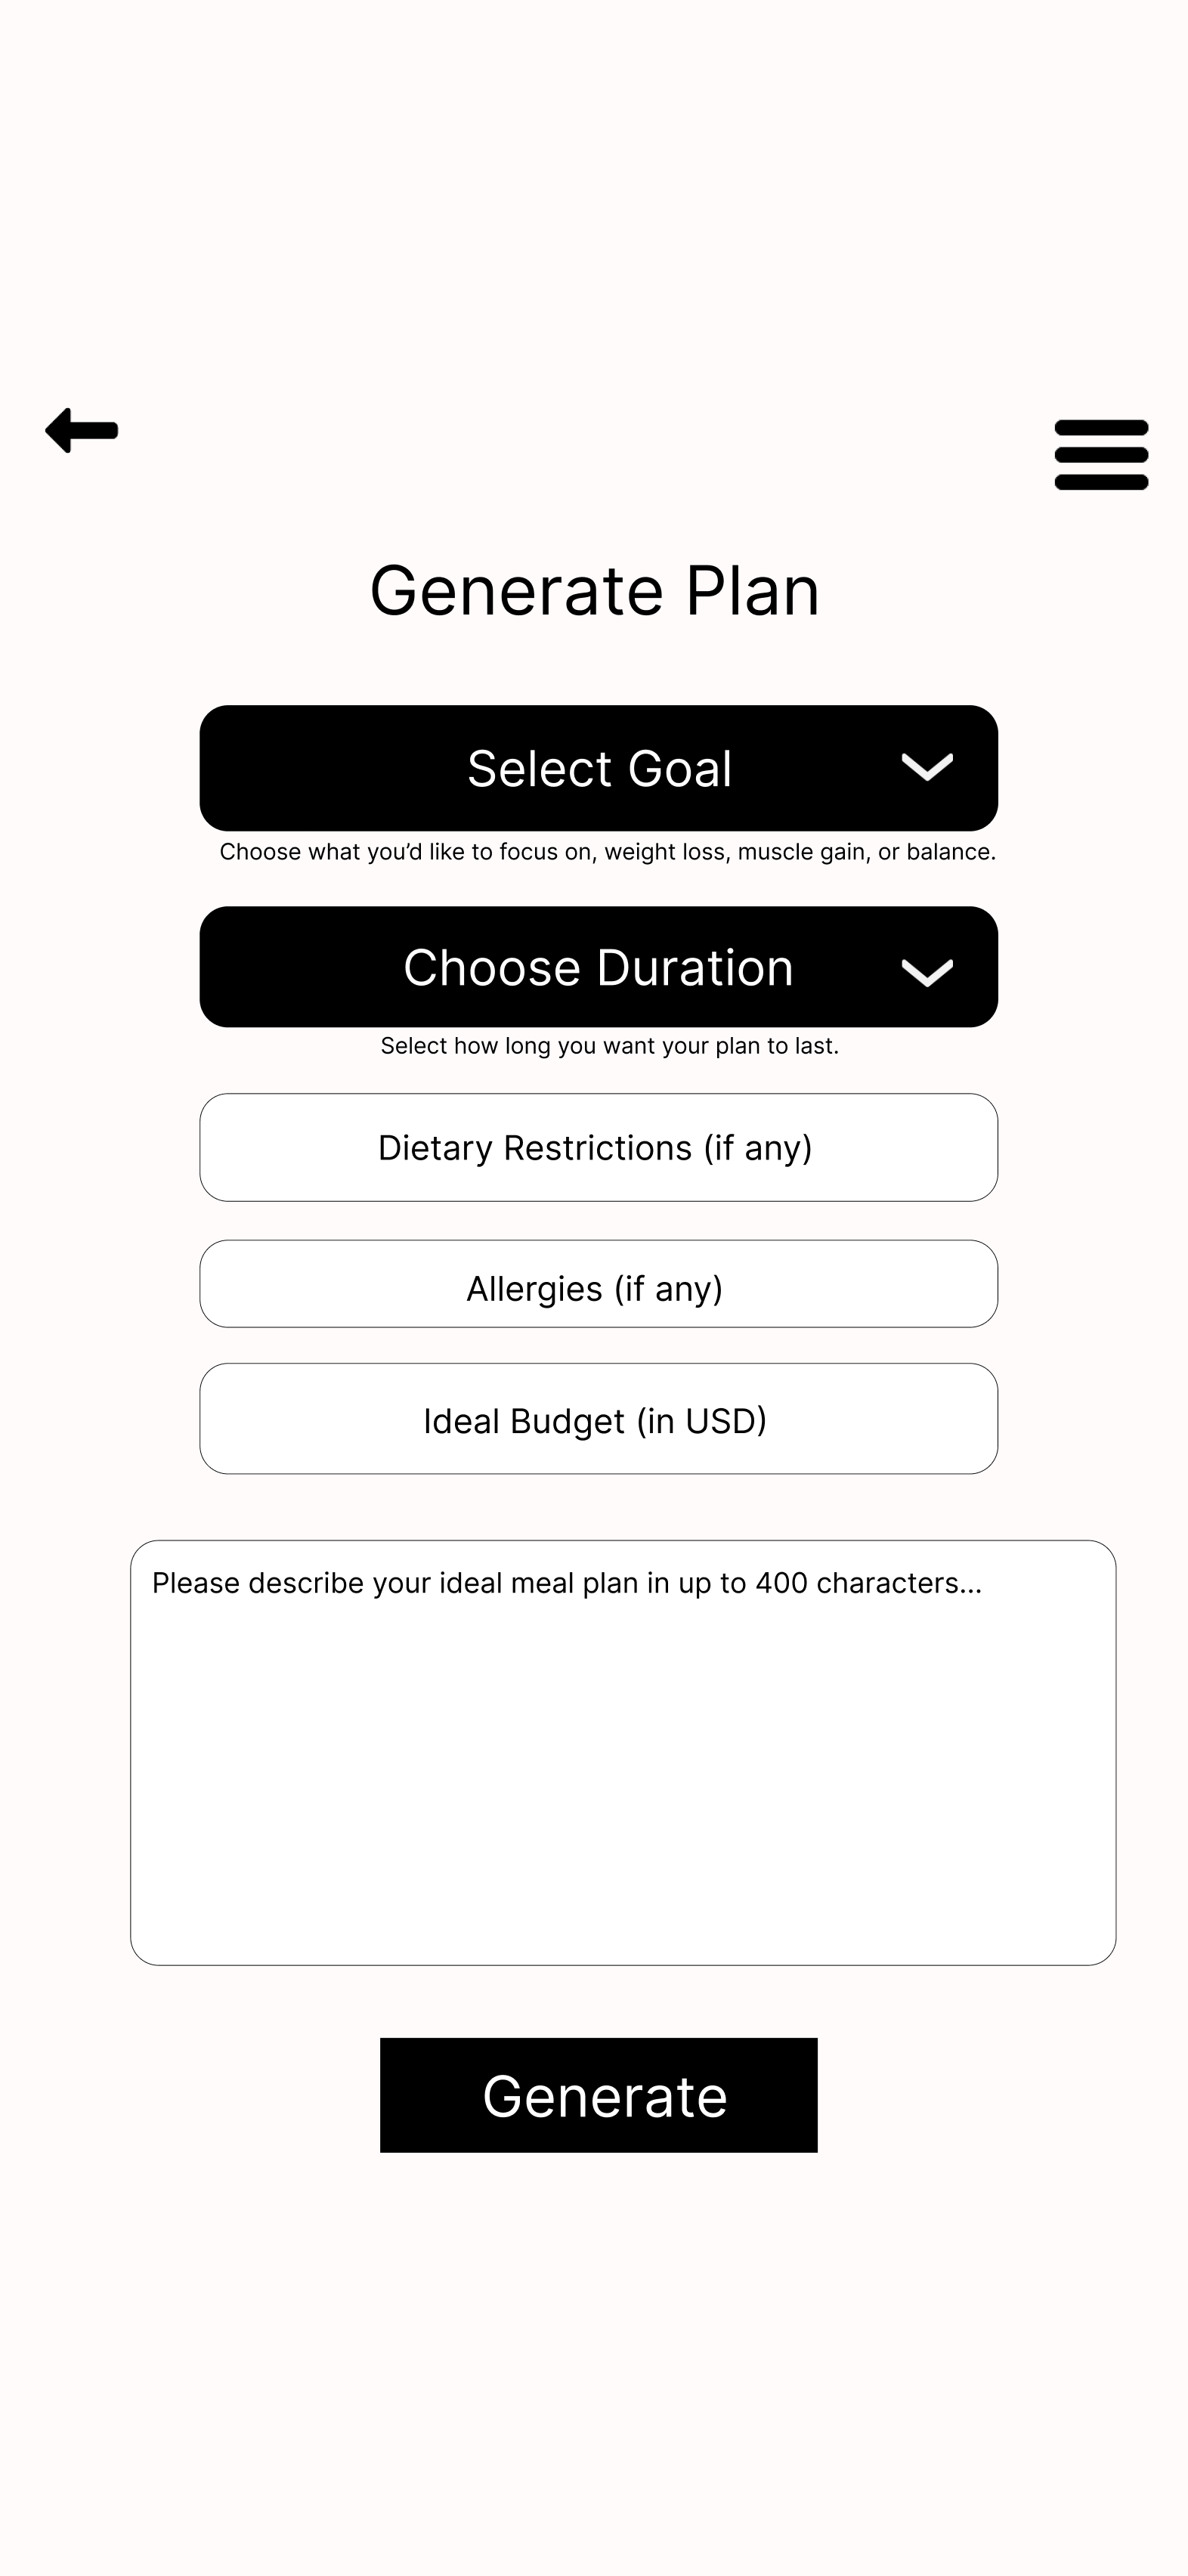 Generate Plan
Select Goal
Choose what you’d like to focus on, weight loss, muscle gain, or balance.
Choose Duration
Select how long you want your plan to last.
Dietary Restrictions (if any)
Allergies (if any)
Ideal Budget (in USD)
Please describe your ideal meal plan in up to 400 characters...
Generate